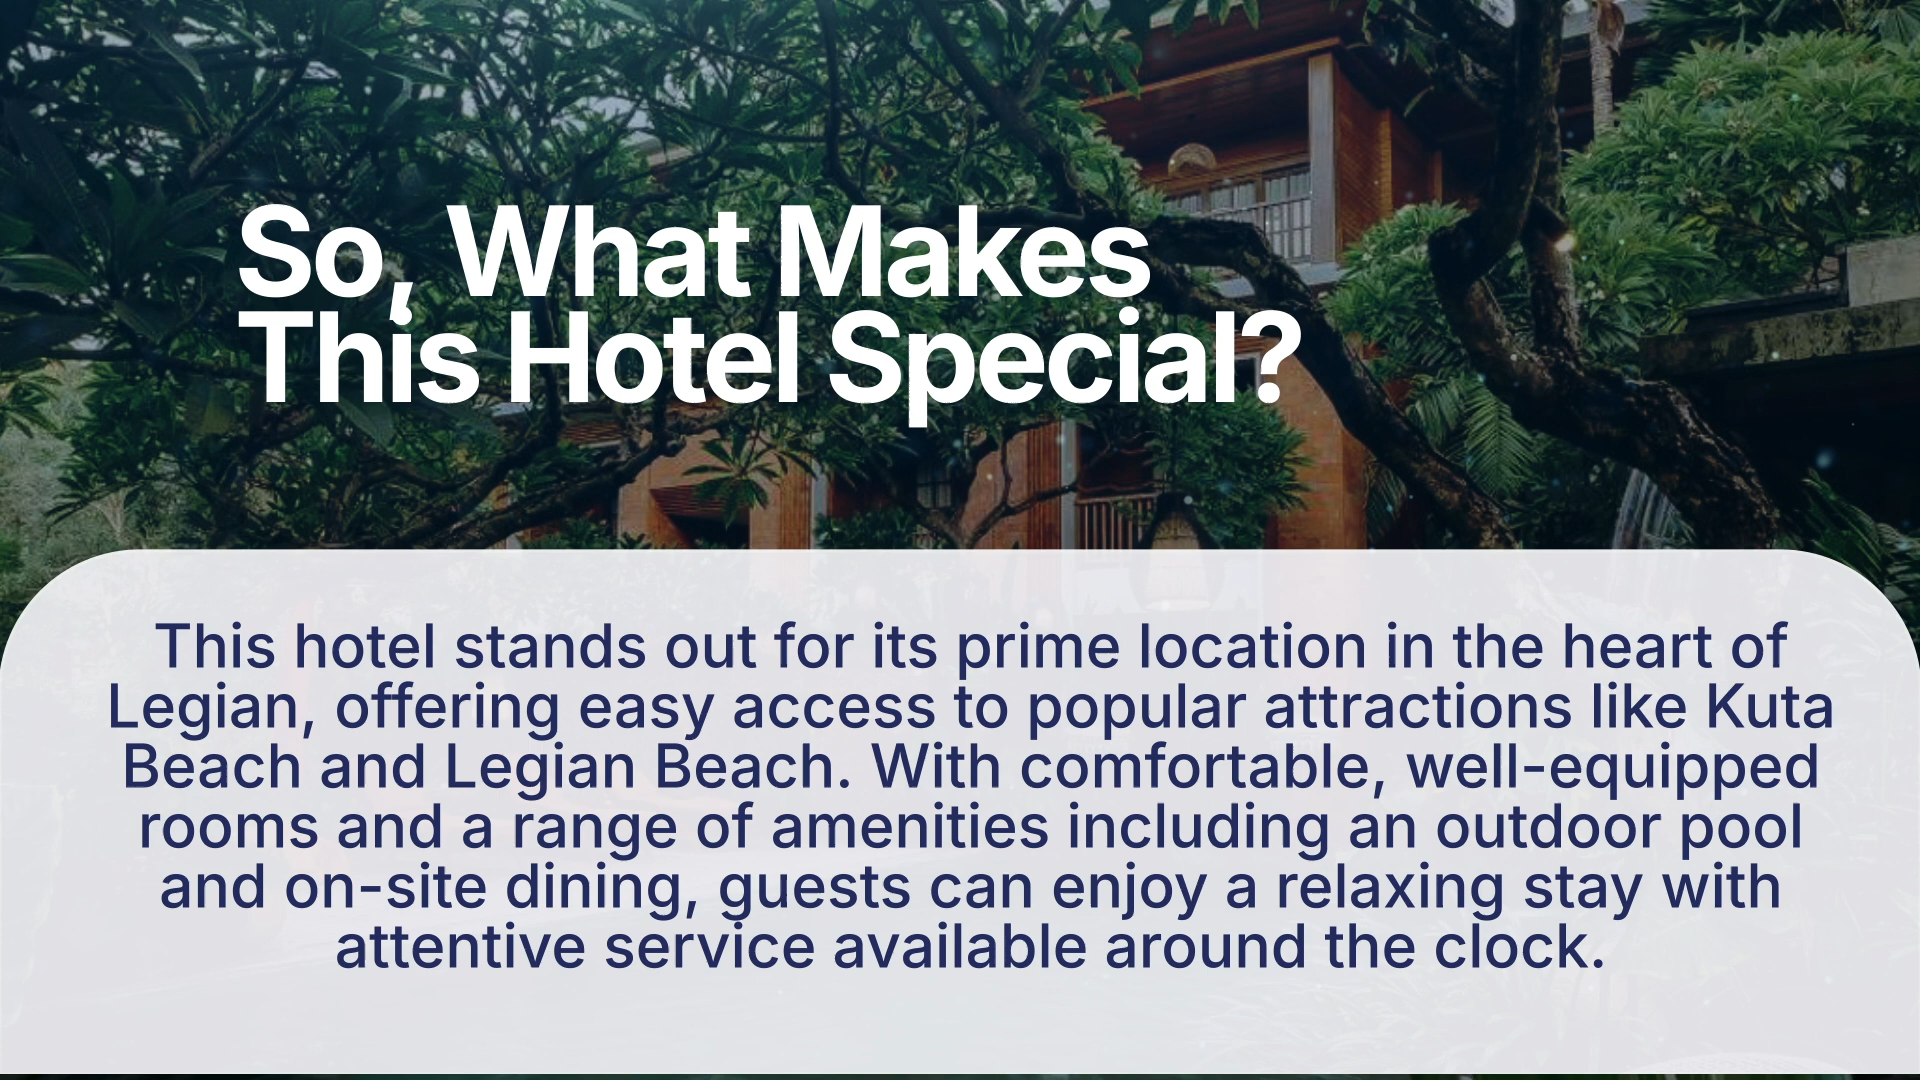 So, What Makes
This Hotel Special?
This hotel stands out for its prime location in the heart of
Legian, offering easy access to popular attractions like Kuta
Beach and Legian Beach. With comfortable, well-equipped
rooms and a range of amenities including an outdoor pool
and on-site dining, guests can enjoy a relaxing stay with
attentive service available around the clock.